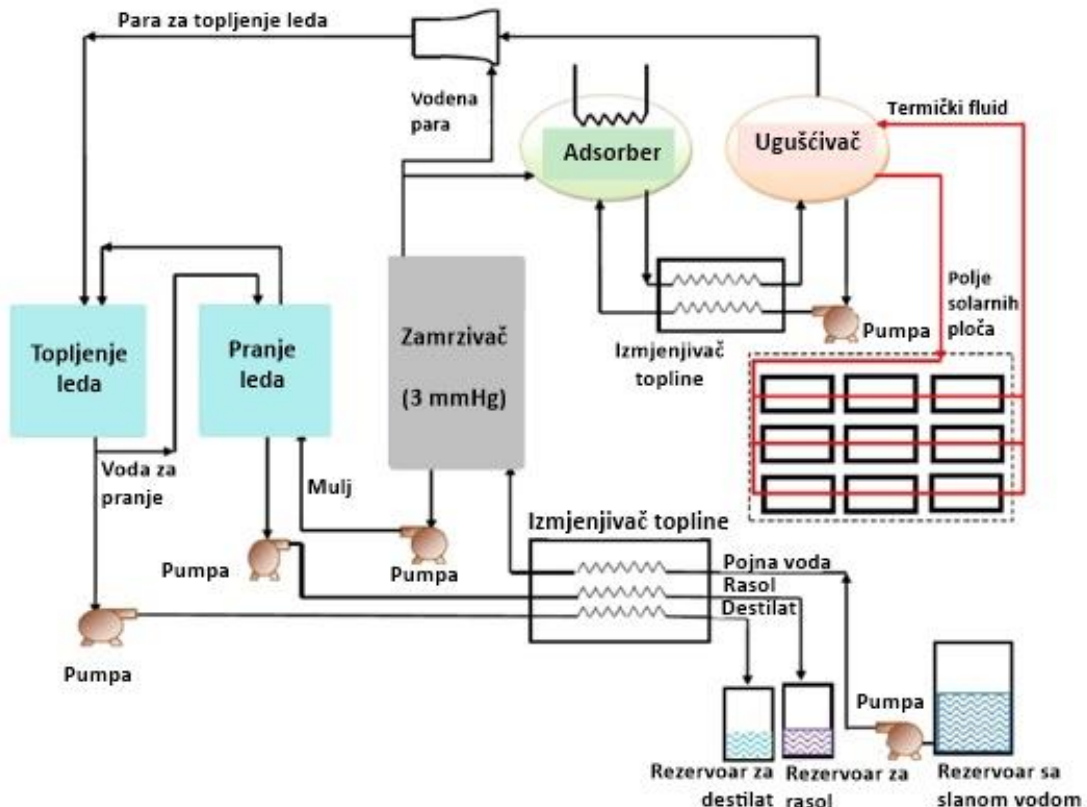 Para za topljenje leda
Vodena
para
Adsorber
Ugušćivač
Termički fluid
Polje
solarnih
ploča
Pumpa
Izmjenjivač
topline
Topljenje
leda
Pranje
leda
Zamrzivač
(3 mmHg)
Voda za
pranje
Mulj
Izmjenjivač topline
Pumpa
Pumpa
Pojna voda
Rasol
Destilat
Pumpa
Pumpa
Rezervoar za
destilat
Rezervoar za
rasol
Rezervoar sa
slanom vodom